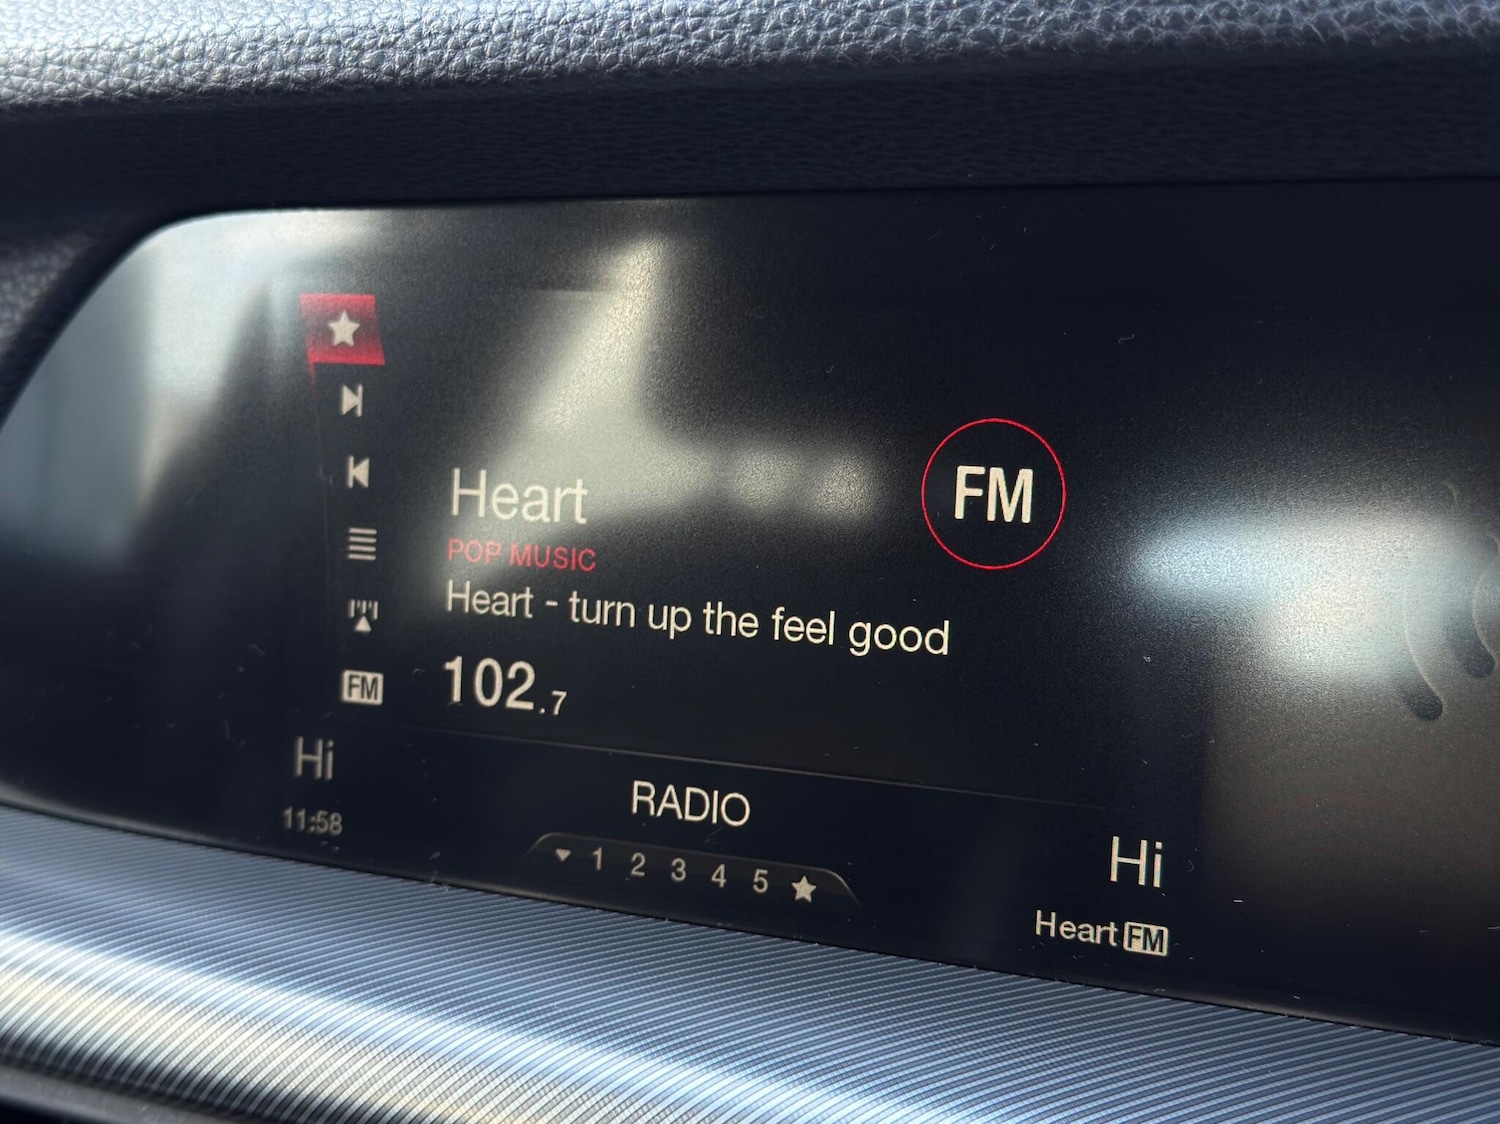 Heart
POP MUSIC
Heart - turn up the feel good
102.7
FM
FM
Hi
11:58
RADIO
1 2 3 4 5
Hi
Heart FM